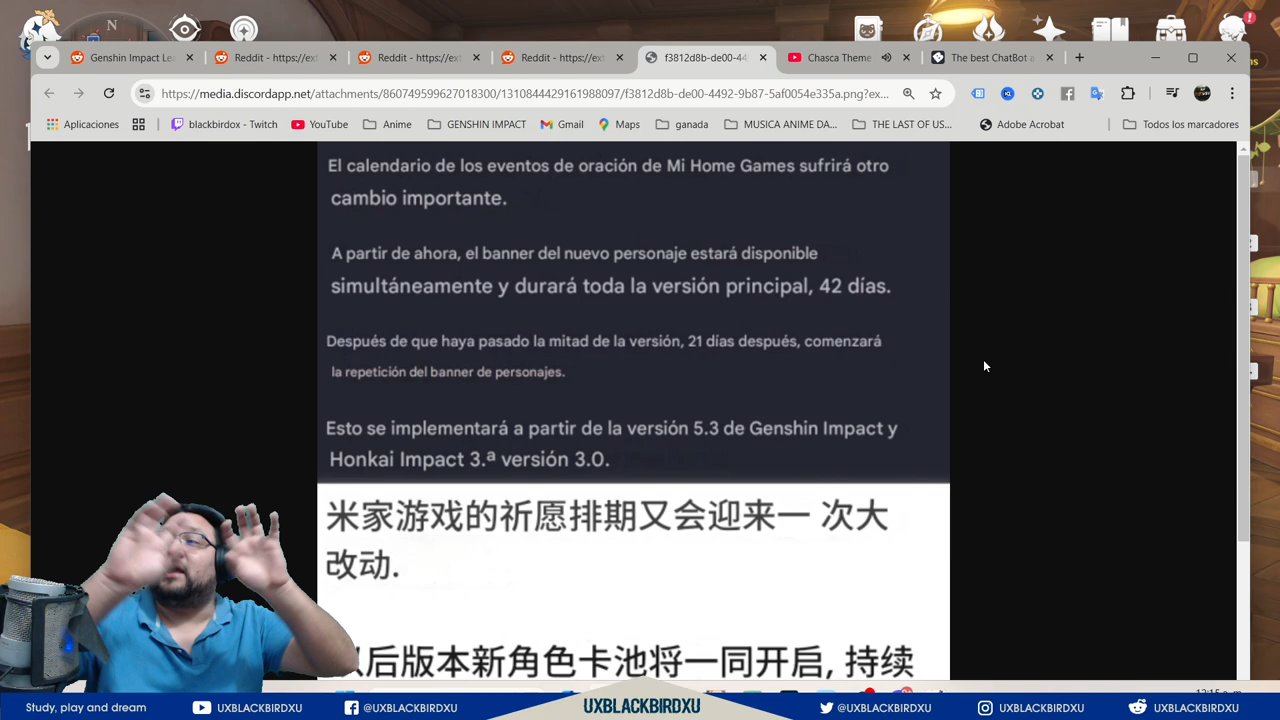 N
Genshin Impact Le
Reddit - https://ex
Reddit - https://ex
Reddit - https://ex
f3812d8b-de00-44
Chasca Theme
The best ChatBot a
https://media.discordapp.net/attachments/860749599627018300/1310844429161988097/f3812d8b-de00-4492-9b87-5af0054e335a.png?ex...
Aplicaciones
blackbirdox - Twitch
YouTube
Anime
GENSHIN IMPACT
Gmail
Maps
ganada
MUSICA ANIME DA...
THE LAST OF US...
Adobe Acrobat
Todos los marcadores
El calendario de los eventos de oración de Mi Home Games sufrirá otro
cambio importante.
A partir de ahora, el banner del nuevo personaje estará disponible
simultáneamente y durará toda la versión principal, 42 días.
Después de que haya pasado la mitad de la versión, 21 días después, comenzará
la repetición del banner de personajes.
Esto se implementará a partir de la versión 5.3 de Genshin Impact y
Honkai Impact 3.ª versión 3.0.
米家游戏的祈愿排期又会迎来一 次大
改动.
以后版本新角色卡池将一同开启, 持续
Study, play and dream
UXBLACKBIRDXU
@UXBLACKBIRDXU
UXBLACKBIRDXU
@UXBLACKBIRDXU
UXBLACKBIRDXU
@UXBLACKBIRDXU